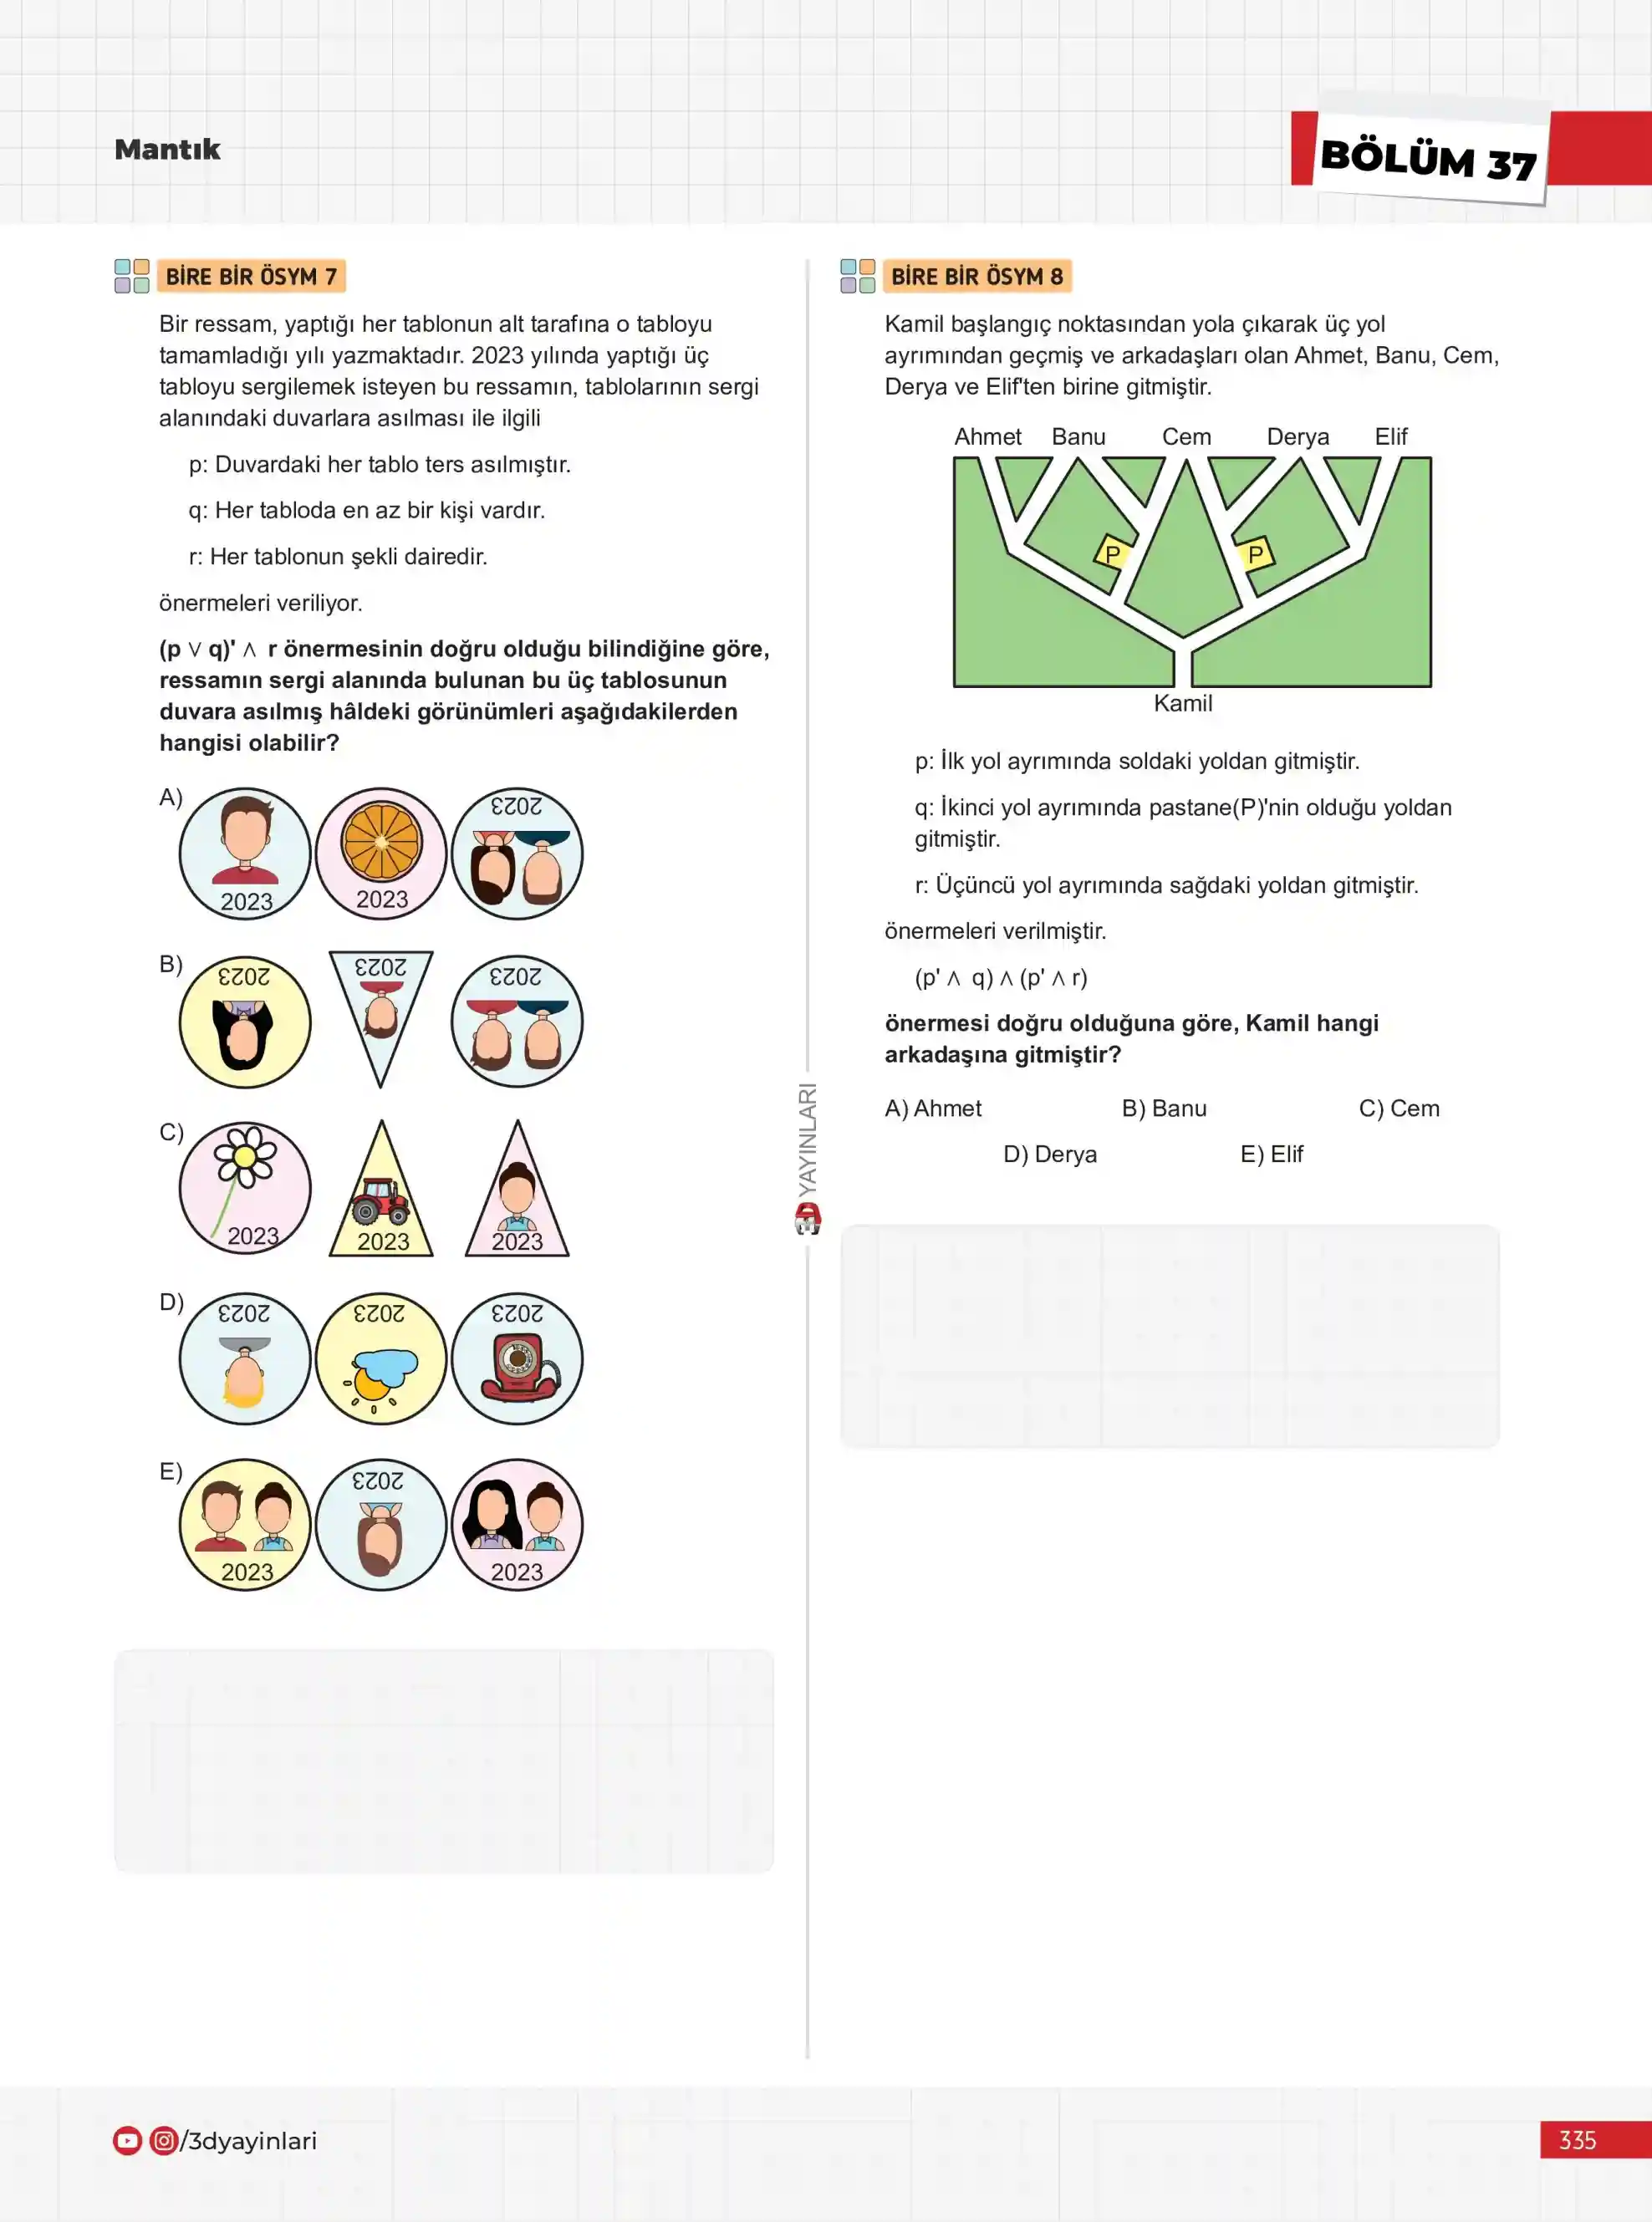 Mantık
BÖLÜM 37
BİRE BİR ÖSYM 7
Bir ressam, yaptığı her tablonun alt tarafına o tabloyu
tamamladığı yılı yazmaktadır. 2023 yılında yaptığı üç
tabloyu sergilemek isteyen bu ressamın, tablolarının sergi
alanındaki duvarlara asılması ile ilgili
p: Duvardaki her tablo ters asılmıştır.
q: Her tabloda en az bir kişi vardır.
r: Her tablonun şekli dairedir.
önermeleri veriliyor.
(p ∨ q)' ∧ r önermesinin doğru olduğu bilindiğine göre,
ressamın sergi alanında bulunan bu üç tablosunun
duvara asılmış hâldeki görünümleri aşağıdakilerden
hangisi olabilir?
A)
2023 2023 2023
B)
2023 2023 2023
C)
2023 2023 2023
D)
2023 2023 2023
E)
2023 2023 2023
YAYINLARI
BİRE BİR ÖSYM 8
Kamil başlangıç noktasından yola çıkarak üç yol
ayrımından geçmiş ve arkadaşları olan Ahmet, Banu, Cem,
Derya ve Elif'ten birine gitmiştir.
Ahmet Banu Cem Derya Elif
P P
Kamil
p: İlk yol ayrımında soldaki yoldan gitmiştir.
q: İkinci yol ayrımında pastane(P)'nin olduğu yoldan
gitmiştir.
r: Üçüncü yol ayrımında sağdaki yoldan gitmiştir.
önermeleri verilmiştir.
(p' ∧ q) ∧ (p' ∧ r)
önermesi doğru olduğuna göre, Kamil hangi
arkadaşına gitmiştir?
A) Ahmet B) Banu C) Cem
D) Derya E) Elif
/3dyayinlari
335